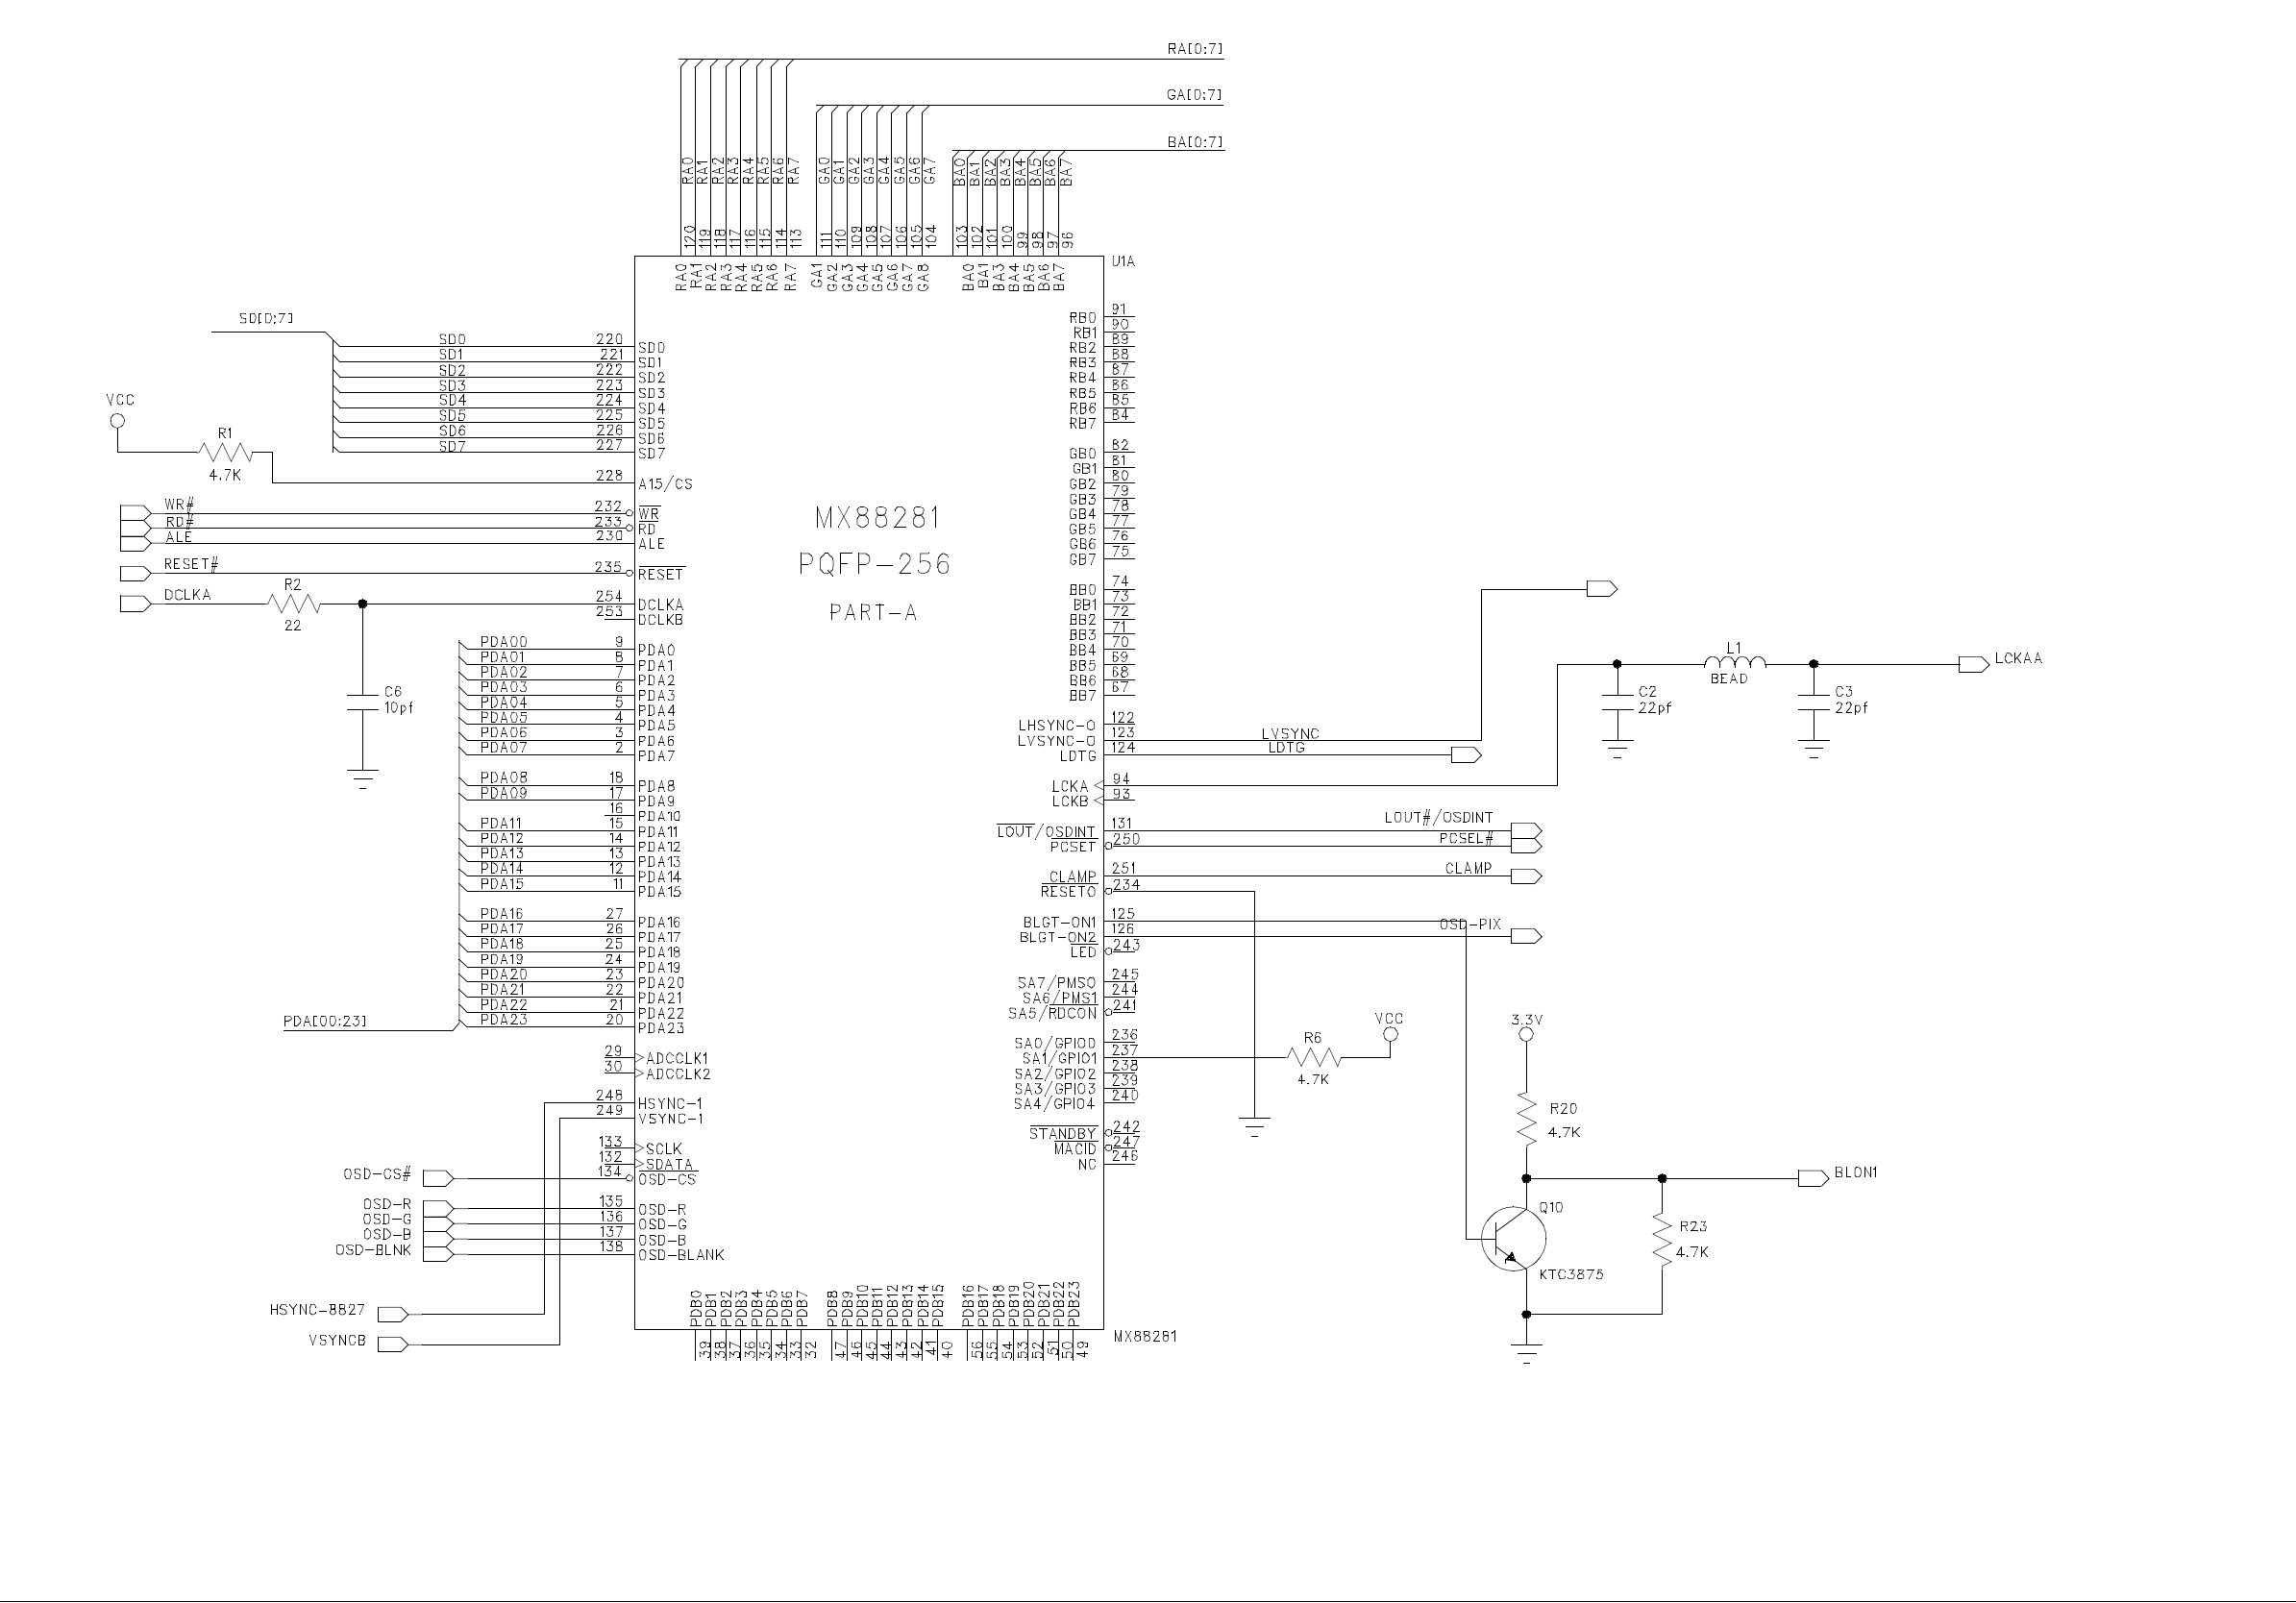 RA[0:7]
GA[0:7]
BA[0:7]
RA0 RA1 RA2 RA3 RA4 RA5 RA6 RA7
GA0 GA1 GA2 GA3 GA4 GA5 GA6 GA7
BA0 BA1 BA2 BA3 BA4 BA5 BA6 BA7
120 119 118 117 116 115 114 113
111 110 109 108 107 106 105 104
103 102 101 100 99 98 97 96
RA0 RA1 RA2 RA3 RA4 RA5 RA6 RA7
GA1 GA2 GA3 GA4 GA5 GA6 GA7 GA8
BA0 BA1 BA3 BA4 BA5 BA6 BA7
U1A
SD[0:7]
SD0 220 SD0
SD1 221 SD1
SD2 222 SD2
SD3 223 SD3
SD4 224 SD4
SD5 225 SD5
SD6 226 SD6
SD7 227 SD7
VCC
R1
4.7K
228 A15/CS
WR# 232 WR
RD# 233 RD
ALE 230 ALE
RESET# 235 RESET
DCLKA R2 254 DCLKA
22 253 DCLKB
C6
10pf
PDA00 9 PDA0
PDA01 8 PDA1
PDA02 7 PDA2
PDA03 6 PDA3
PDA04 5 PDA4
PDA05 4 PDA5
PDA06 3 PDA6
PDA07 2 PDA7
PDA08 18 PDA8
PDA09 17 PDA9
16 PDA10
PDA11 15 PDA11
PDA12 14 PDA12
PDA13 13 PDA13
PDA14 12 PDA14
PDA15 11 PDA15
PDA16 27 PDA16
PDA17 26 PDA17
PDA18 25 PDA18
PDA19 24 PDA19
PDA20 23 PDA20
PDA21 22 PDA21
PDA22 21 PDA22
PDA23 20 PDA23
PDA[00:23]
29 ADCCLK1
30 ADCCLK2
248 HSYNC-1
249 VSYNC-1
133 SCLK
132 SDATA
OSD-CS# 134 OSD-CS
OSD-R 135 OSD-R
OSD-G 136 OSD-G
OSD-B 137 OSD-B
OSD-BLNK 138 OSD-BLANK
HSYNC-8827
VSYNCB
MX88281
PQFP-256
PART-A
RB0 91
RB1 90
RB2 89
RB3 88
RB4 87
RB5 86
RB6 85
RB7 84
GB0 82
GB1 81
GB2 80
GB3 79
GB4 78
GB5 77
GB6 76
GB7 75
BB0 74
BB1 73
BB2 72
BB3 71
BB4 70
BB5 69
BB6 68
BB7 67
LHSYNC-O 122
LVSYNC-O 123 LVSYNC
LDTG 124 LDTG
LCKA 94
LCKB 93
L1
BEAD
LCKAA
C2
22pf
C3
22pf
LOUT/OSDINT 131 LOUT#/OSDINT
PCSET 250 PCSEL#
CLAMP 251 CLAMP
RESETO 234
BLGT-ON1 125
BLGT-ON2 126 OSD-PIX
LED 243
SA7/PMS0 245
SA6/PMS1 244
SA5/RDCON 241
SA0/GPIO0 236
SA1/GPIO1 237
SA2/GPIO2 238
SA3/GPIO3 239
SA4/GPIO4 240
R6
4.7K
VCC
STANDBY 242
MACID 247
NC 246
3.3V
R20
4.7K
BLON1
Q10
KTC3875
R23
4.7K
PDB0 PDB1 PDB2 PDB3 PDB4 PDB5 PDB6 PDB7
PDB8 PDB9 PDB10 PDB11 PDB12 PDB13 PDB14 PDB15
PDB16 PDB17 PDB18 PDB19 PDB20 PDB21 PDB22 PDB23
MX88281
39 38 37 36 35 34 33 32
47 46 45 44 43 42 41 40
56 55 54 53 52 51 50 49